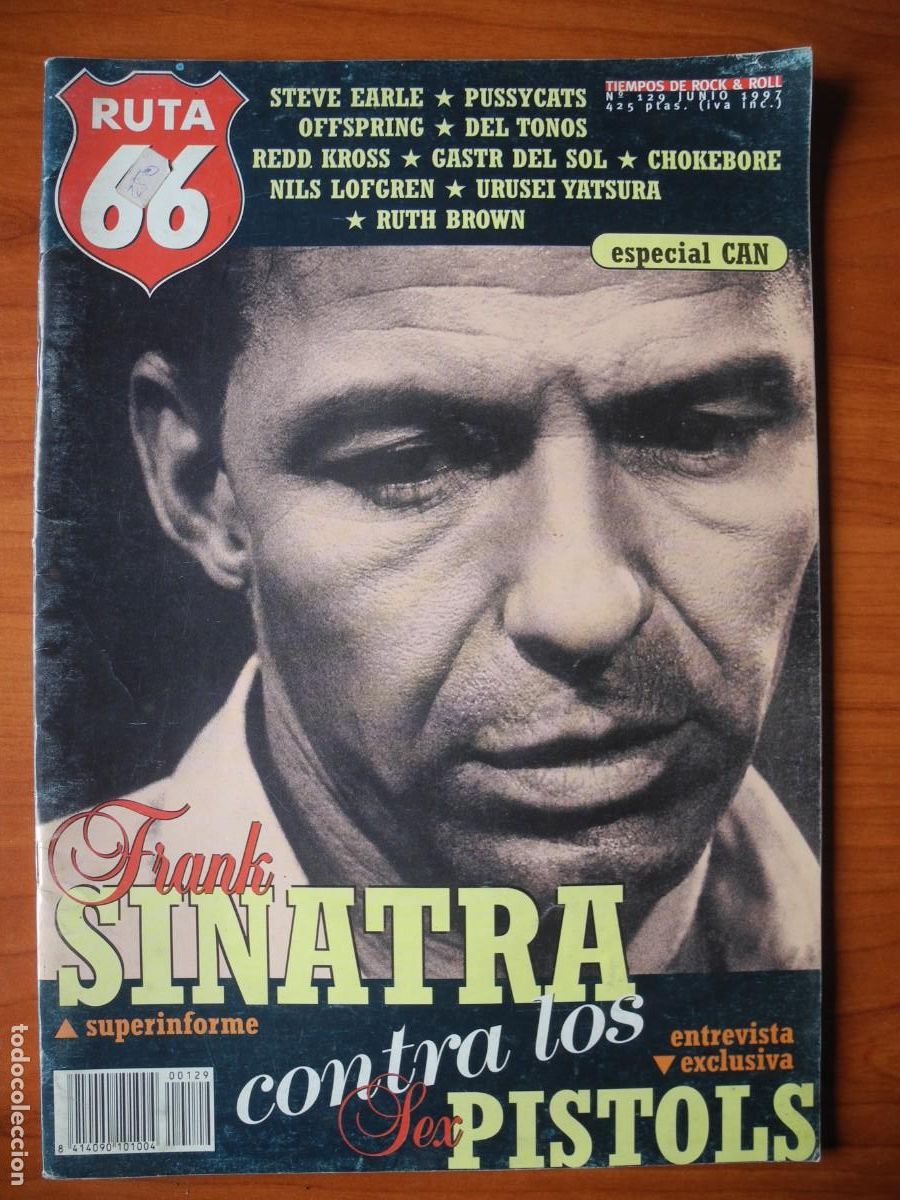 RUTA
66
STEVE EARLE ★ PUSSYCATS
OFFSPRING ★ DEL TONOS
REDD KROSS ★ GASTR DEL SOL ★ CHOKEBORE
NILS LOFGREN ★ URUSEI YATSURA
★ RUTH BROWN
TIEMPOS DE ROCK & ROLL
Nº 129 JUNIO 1997
425 ptas. (iva inc.)
especial CAN
Frank
SINATRA
▲ superinforme
contra los
entrevista
▼ exclusiva
Sex PISTOLS
00129
8 414090 101004
todocoleccion